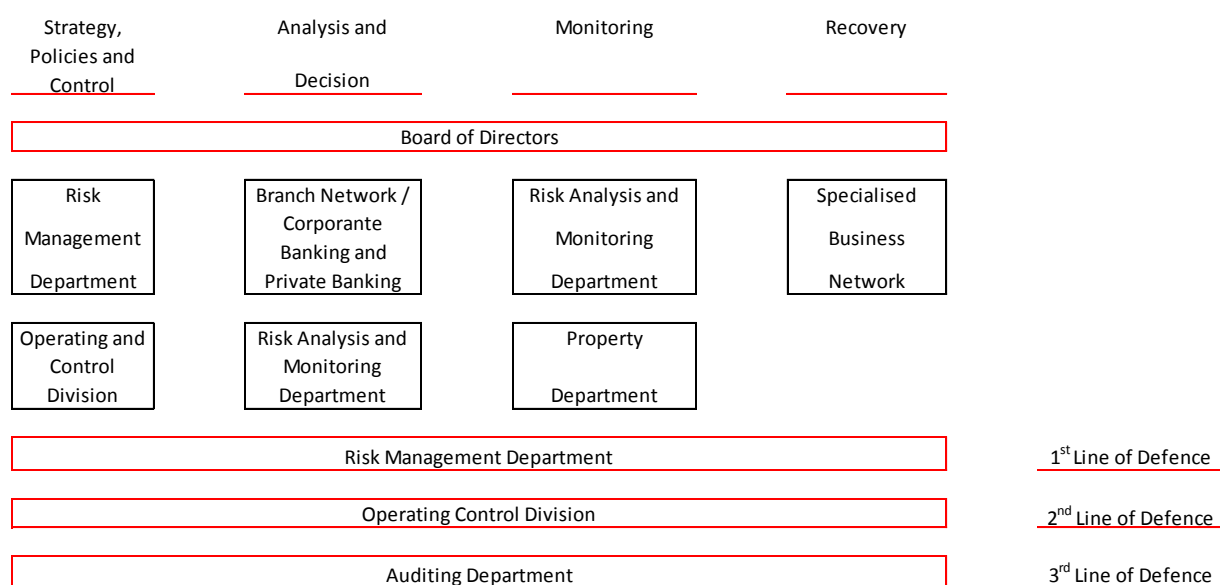 Strategy,
Policies and
Control
Analysis and
Decision
Monitoring
Recovery
Board of Directors
Risk
Management
Department
Branch Network /
Corporante
Banking and
Private Banking
Risk Analysis and
Monitoring
Department
Specialised
Business
Network
Operating and
Control
Division
Risk Analysis and
Monitoring
Department
Property
Department
Risk Management Department
1st Line of Defence
Operating Control Division
2nd Line of Defence
Auditing Department
3rd Line of Defence